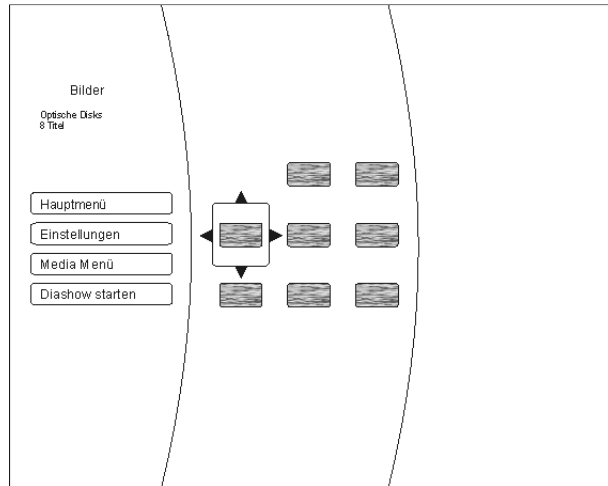 Bilder
Optische Disks
8 Titel
Hauptmenü
Einstellungen
Media Menü
Diashow starten